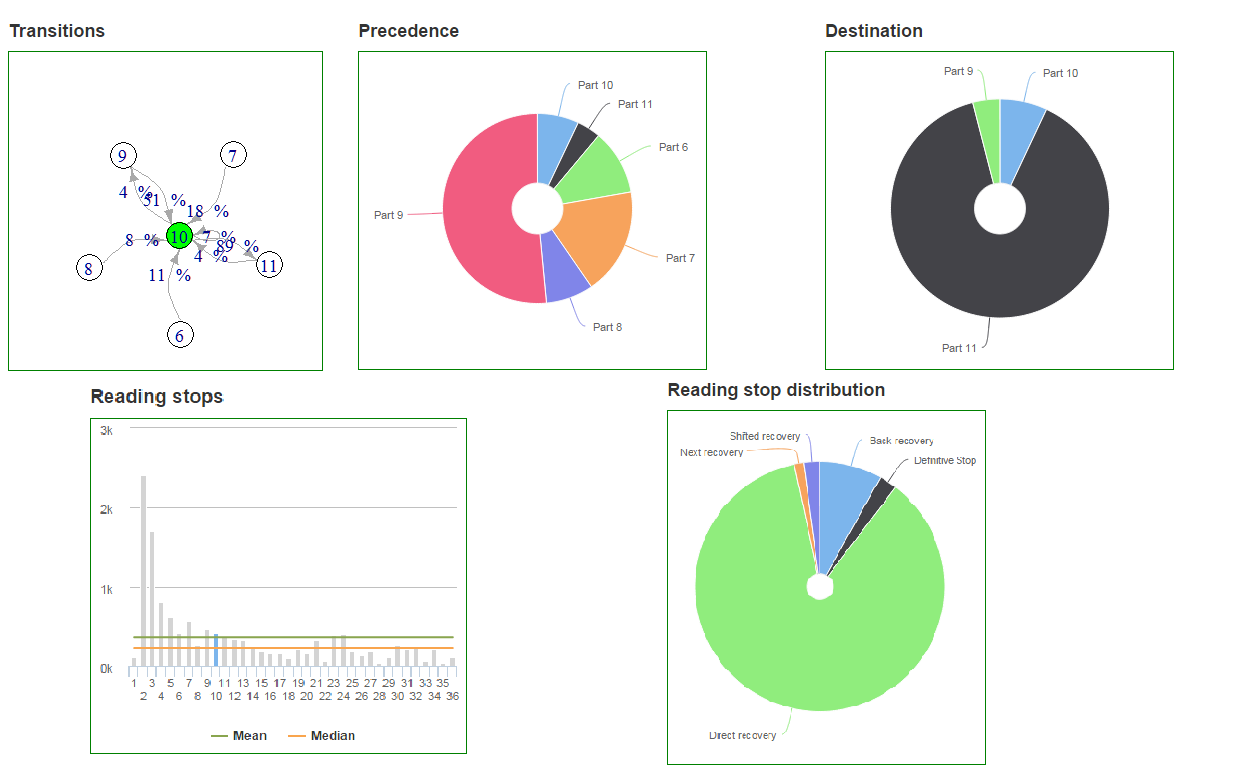 Transitions
9
7
4 %
51 %
18 %
10
7 %
8 %
89 %
4 %
8
11
11 %
6
Precedence
Part 10
Part 11
Part 6
Part 9
Part 7
Part 8
Destination
Part 9
Part 10
Part 11
Reading stops
3k
2k
1k
0k
1 3 5 7 9 11 13 15 17 19 21 23 25 27 29 31 33 35
2 4 6 8 10 12 14 16 18 20 22 24 26 28 30 32 34 36
Mean Median
Reading stop distribution
Shifted recovery
Back recovery
Next recovery
Definitive Stop
Direct recovery